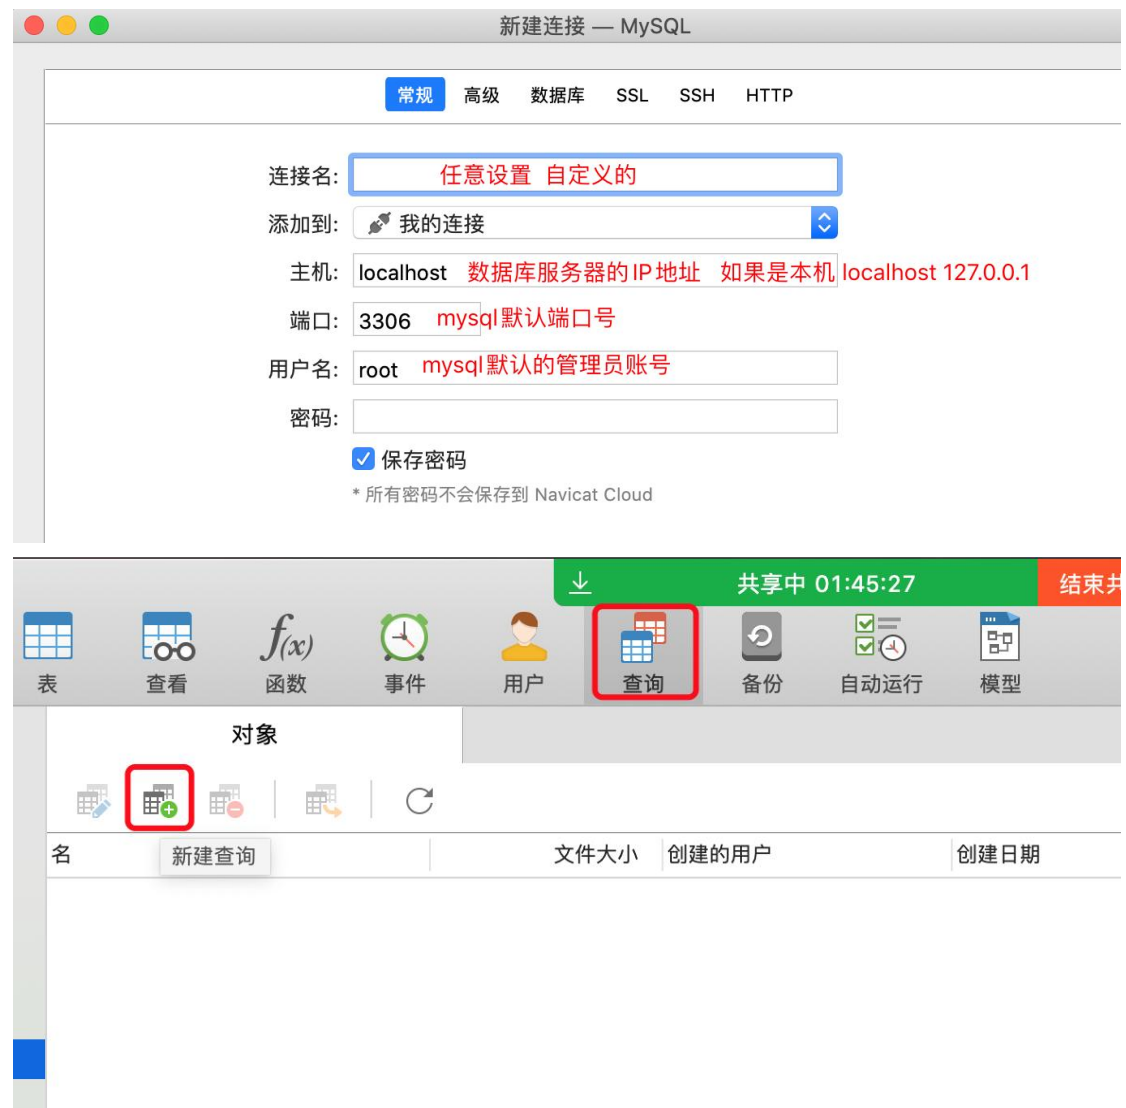 新建连接 — MySQL
常规 高级 数据库 SSL SSH HTTP
连接名: 任意设置 自定义的
添加到: 我的连接
主机: localhost 数据库服务器的IP地址 如果是本机 localhost 127.0.0.1
端口: 3306 mysql默认端口号
用户名: root mysql默认的管理员账号
密码:
保存密码
* 所有密码不会保存到 Navicat Cloud
共享中 01:45:27 结束共
f(x)
表 查看 函数 事件 用户 查询 备份 自动运行 模型
对象
名 新建查询 文件大小 创建的用户 创建日期